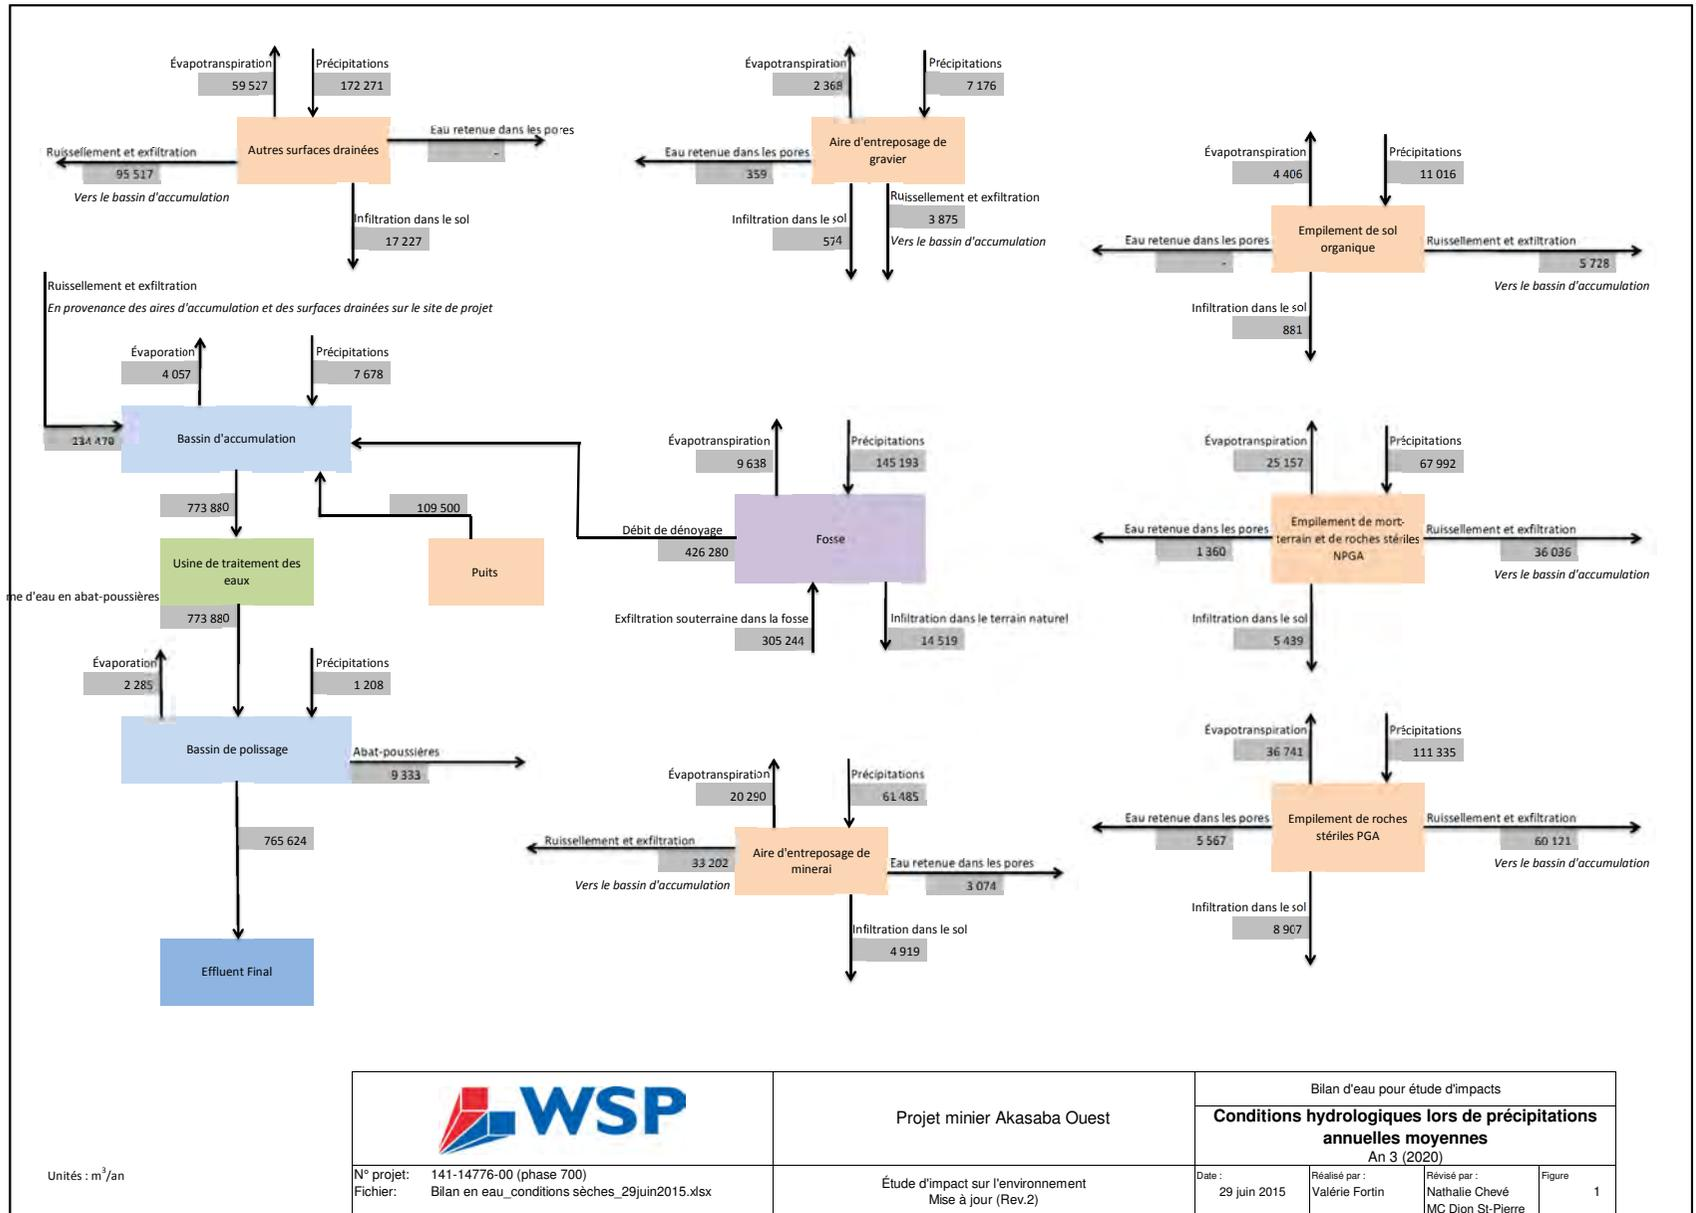 Évapotranspiration
59 527
Précipitations
172 271
Autres surfaces drainées
Eau retenue dans les pores
-
Ruissellement et exfiltration
95 517
Vers le bassin d'accumulation
Infiltration dans le sol
17 227
Évapotranspiration
2 368
Précipitations
7 176
Aire d'entreposage de
gravier
Eau retenue dans les pores
359
Infiltration dans le sol
574
Ruissellement et exfiltration
3 875
Vers le bassin d'accumulation
Évapotranspiration
4 406
Précipitations
11 016
Empilement de sol
organique
Eau retenue dans les pores
-
Ruissellement et exfiltration
5 728
Vers le bassin d'accumulation
Infiltration dans le sol
881
Ruissellement et exfiltration
En provenance des aires d'accumulation et des surfaces drainées sur le site de projet
Évaporation
4 057
Précipitations
7 678
Bassin d'accumulation
234 479
773 880
109 500
Usine de traitement des
eaux
Puits
me d'eau en abat-poussières
773 880
Évaporation
2 285
Précipitations
1 208
Bassin de polissage
Abat-poussières
9 333
765 624
Effluent Final
Évapotranspiration
9 638
Précipitations
145 193
Débit de dénoyage
426 280
Fosse
Exfiltration souterraine dans la fosse
305 244
Infiltration dans le terrain naturel
14 519
Évapotranspiration
25 157
Précipitations
67 992
Eau retenue dans les pores
1 360
Empilement de mort-
terrain et de roches stériles
NPGA
Ruissellement et exfiltration
36 036
Vers le bassin d'accumulation
Infiltration dans le sol
5 439
Évapotranspiration
20 290
Précipitations
61 485
Ruissellement et exfiltration
33 202
Vers le bassin d'accumulation
Aire d'entreposage de
minerai
Eau retenue dans les pores
3 074
Infiltration dans le sol
4 919
Évapotranspiration
36 741
Précipitations
111 335
Eau retenue dans les pores
5 567
Empilement de roches
stériles PGA
Ruissellement et exfiltration
60 121
Vers le bassin d'accumulation
Infiltration dans le sol
8 907
Unités : m³/an
WSP
N° projet: 141-14776-00 (phase 700)
Fichier: Bilan en eau_conditions sèches_29juin2015.xlsx
Projet minier Akasaba Ouest
Étude d'impact sur l'environnement
Mise à jour (Rev.2)
Bilan d'eau pour étude d'impacts
Conditions hydrologiques lors de précipitations
annuelles moyennes
An 3 (2020)
Date :
29 juin 2015
Réalisé par :
Valérie Fortin
Révisé par :
Nathalie Chevé
MC Dion St-Pierre
Figure
1